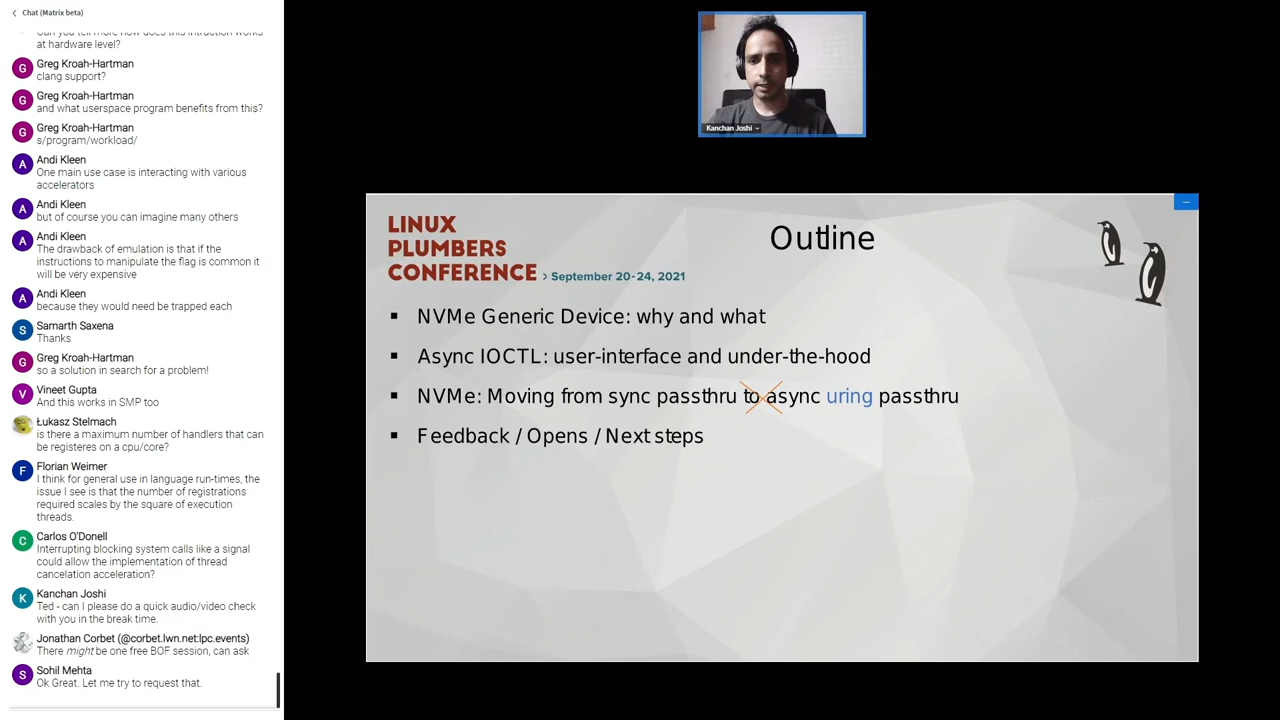 Chat (Matrix beta)
at hardware level?
Greg Kroah-Hartman
clang support?
Greg Kroah-Hartman
and what userspace program benefits from this?
Greg Kroah-Hartman
s/program/workload/
Andi Kleen
One main use case is interacting with various
accelerators
Andi Kleen
but of course you can imagine many others
Andi Kleen
The drawback of emulation is that if the
instructions to manipulate the flag is common it
will be very expensive
Andi Kleen
because they would need be trapped each
Samarth Saxena
Thanks
Greg Kroah-Hartman
so a solution in search for a problem!
Vineet Gupta
And this works in SMP too
Łukasz Stelmach
is there a maximum number of handlers that can
be registeres on a cpu/core?
Florian Weimer
I think for general use in language run-times, the
issue I see is that the number of registrations
required scales by the square of execution
threads.
Carlos O'Donell
Interrupting blocking system calls like a signal
could allow the implementation of thread
cancelation acceleration?
Kanchan Joshi
Ted - can I please do a quick audio/video check
with you in the break time.
Jonathan Corbet (@corbet.lwn.net:lpc.events)
There might be one free BOF session, can ask
Sohil Mehta
Ok Great. Let me try to request that.
G
G
G
A
A
A
A
S
G
V
F
C
K
S
Kanchan Joshi
LINUX
PLUMBERS
CONFERENCE > September 20-24, 2021
Outline
NVMe Generic Device: why and what
Async IOCTL: user-interface and under-the-hood
NVMe: Moving from sync passthru to async uring passthru
Feedback / Opens / Next steps